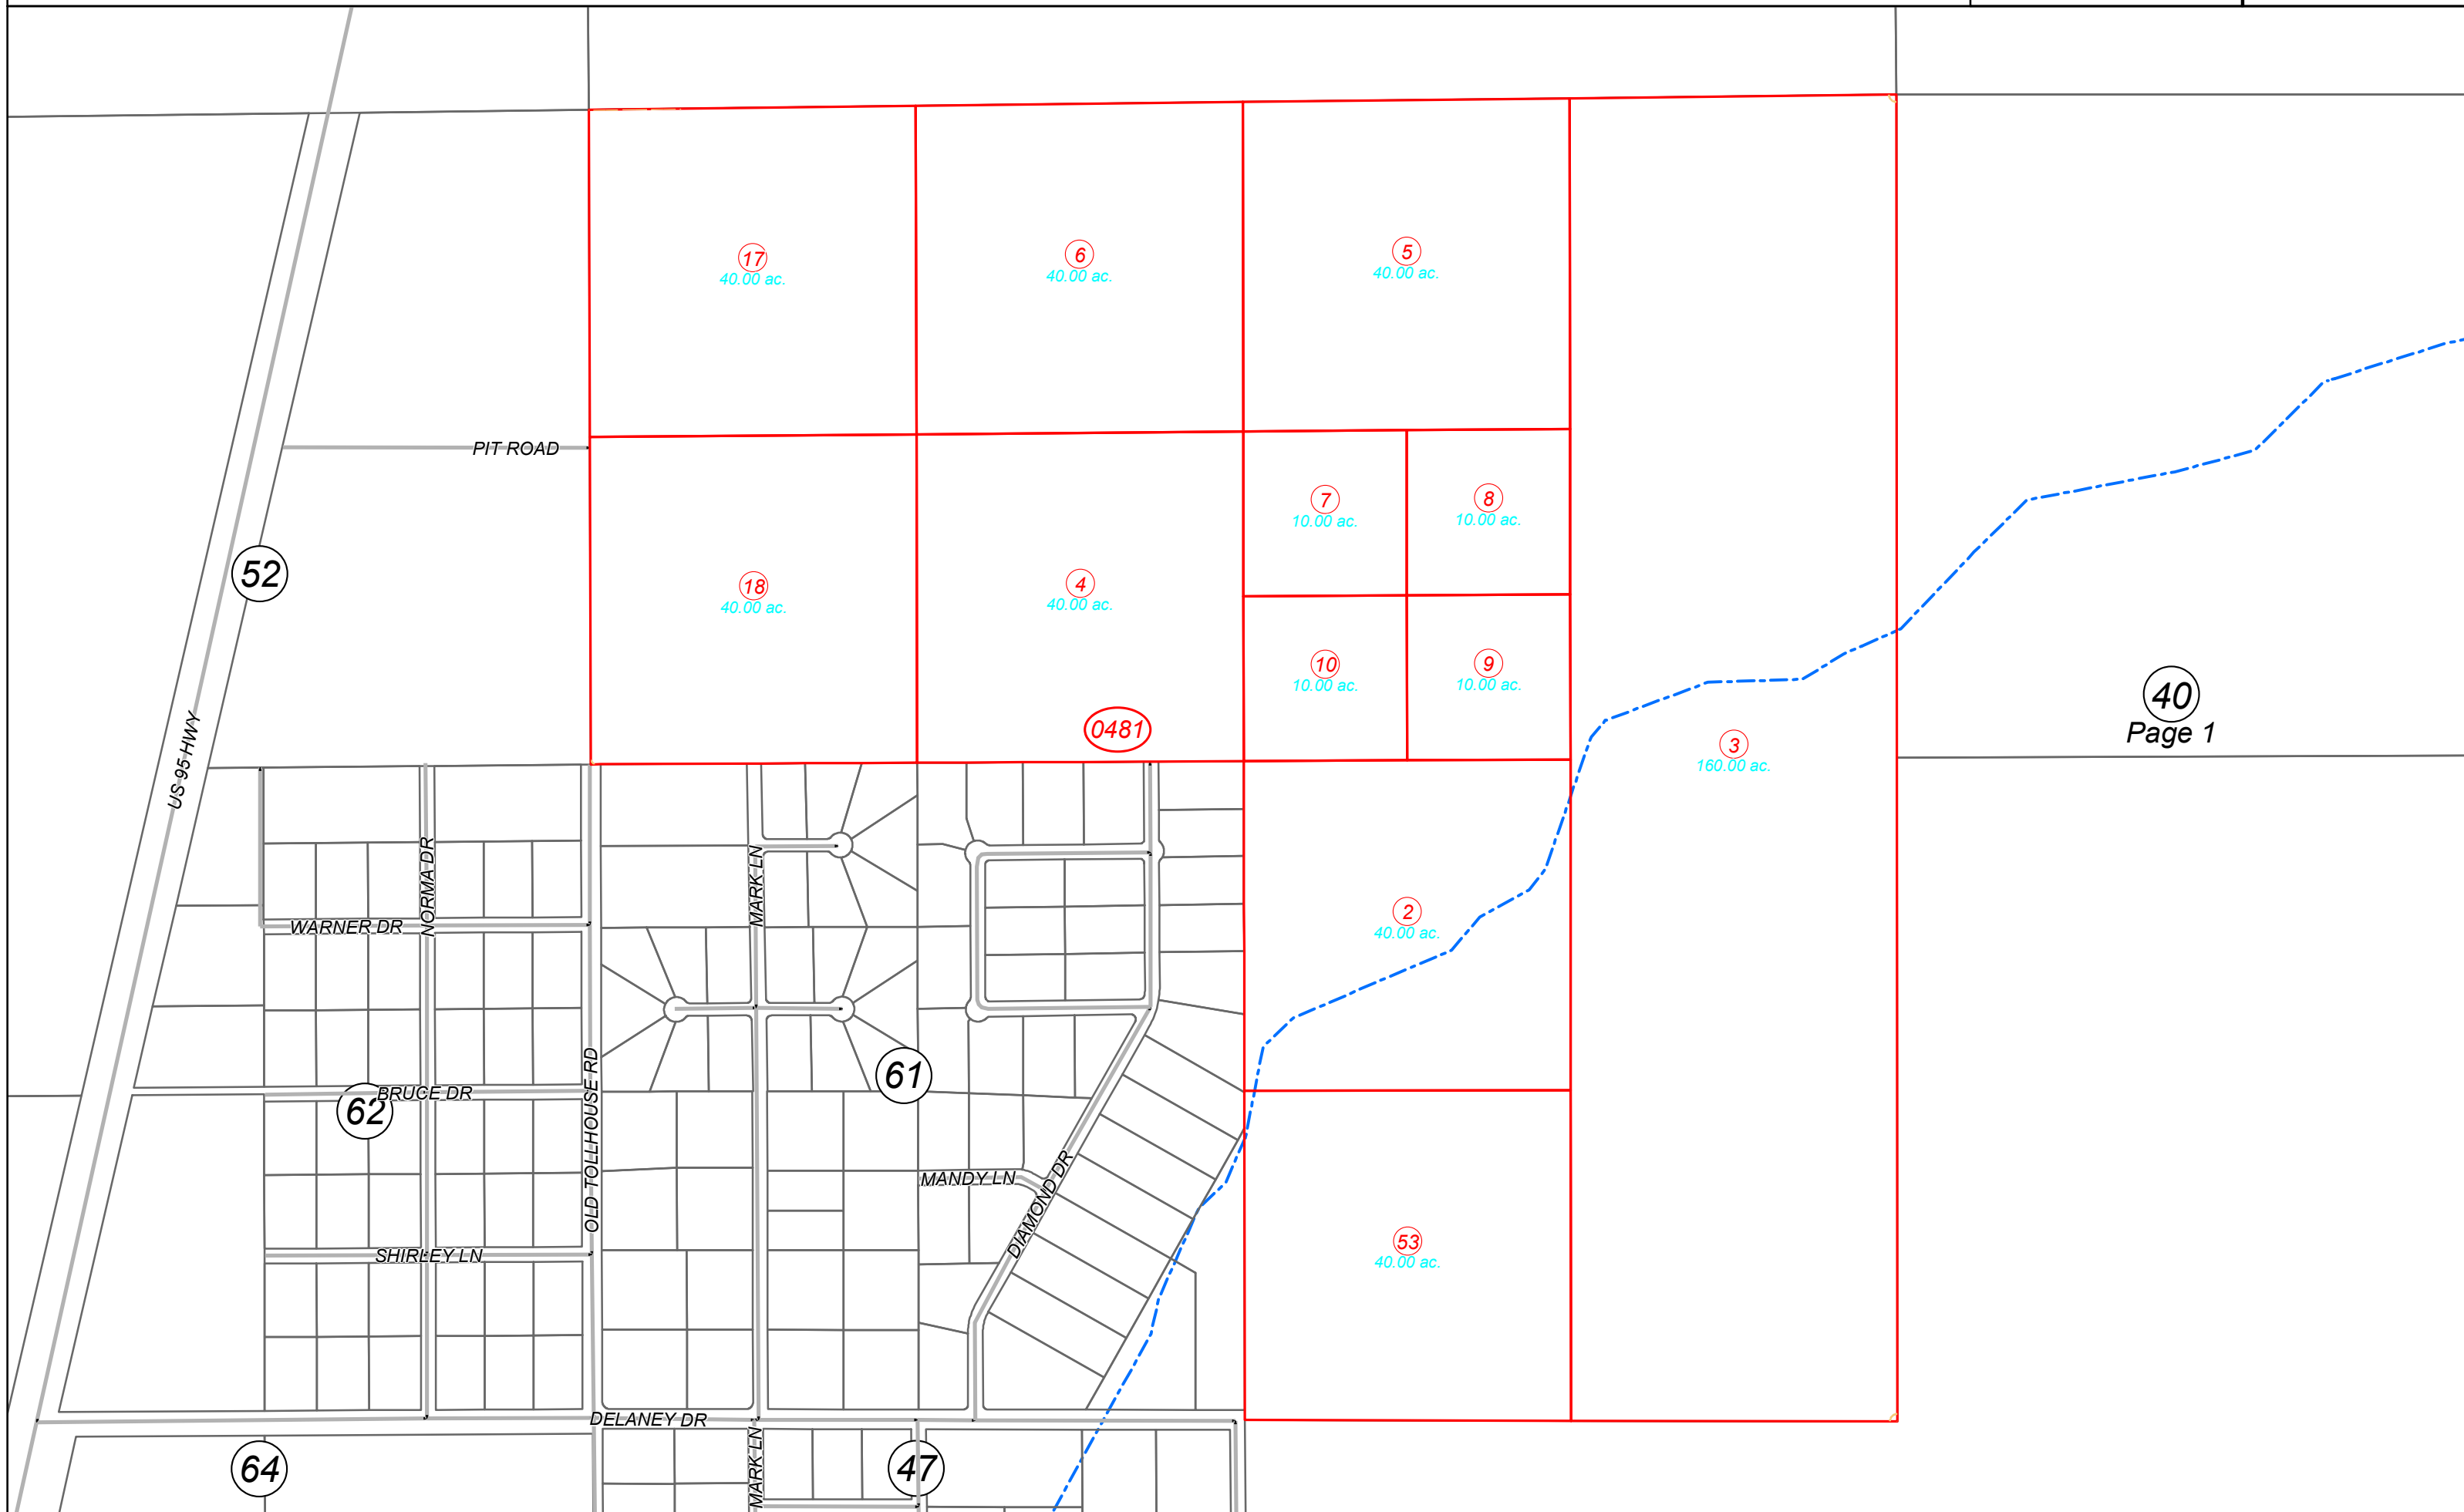 17
40.00 ac.
6
40.00 ac.
5
40.00 ac.
PIT ROAD
7
10.00 ac.
8
10.00 ac.
52
18
40.00 ac.
4
40.00 ac.
10
10.00 ac.
9
10.00 ac.
40
Page 1
0481
3
160.00 ac.
US 95 HWY
NORMA DR
MARK LN
WARNER DR
2
40.00 ac.
61
62
BRUCE DR
OLD TOLLHOUSE RD
MANDY LN
DIAMOND DR
SHIRLEY LN
53
40.00 ac.
DELANEY DR
64
MARK LN
47